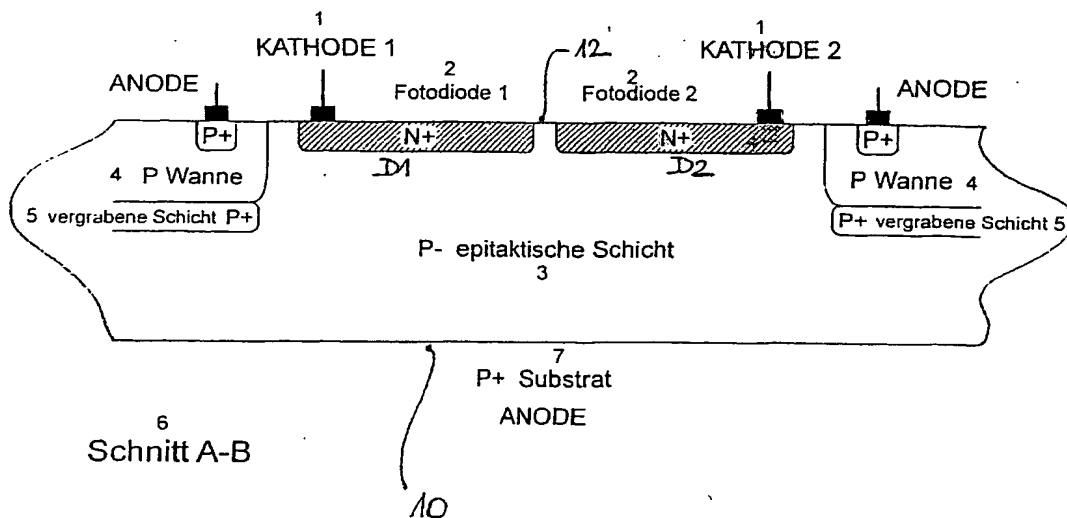 1
KATHODE 1
12
1
KATHODE 2
ANODE
2
Fotodiode 1
2
Fotodiode 2
ANODE
P+
N+
N+
P+
D1
D2
4 P Wanne
P Wanne 4
5 vergrabene Schicht P+
P+ vergrabene Schicht 5
P- epitaktische Schicht
3
7
P+ Substrat
ANODE
6
Schnitt A-B
10